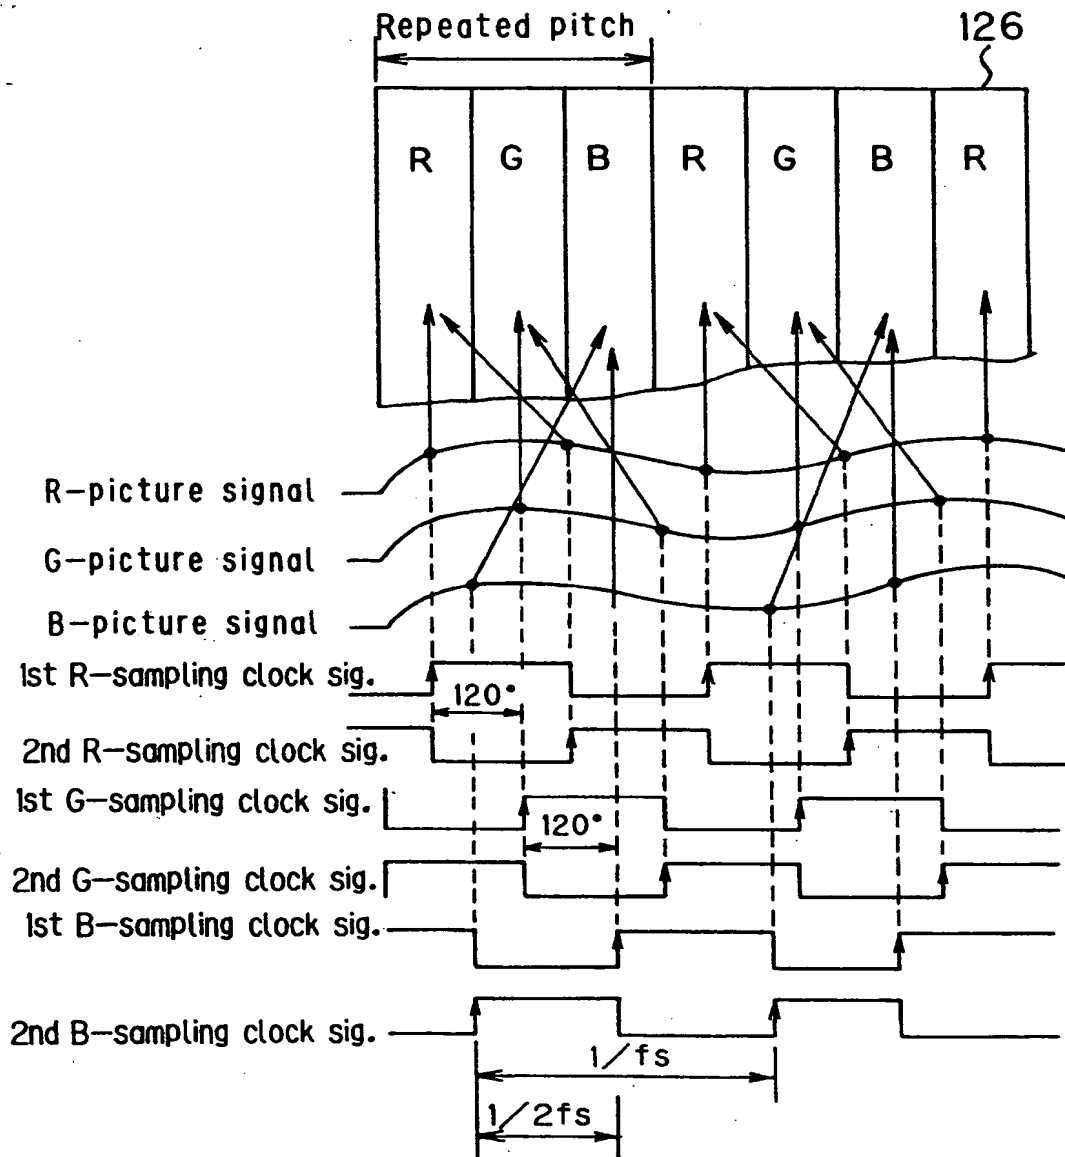 Repeated pitch
126
R G B R G B R
R-picture signal
G-picture signal
B-picture signal
1st R-sampling clock sig.
120°
2nd R-sampling clock sig.
1st G-sampling clock sig.
120°
2nd G-sampling clock sig.
1st B-sampling clock sig.
2nd B-sampling clock sig.
1/fs
1/2fs